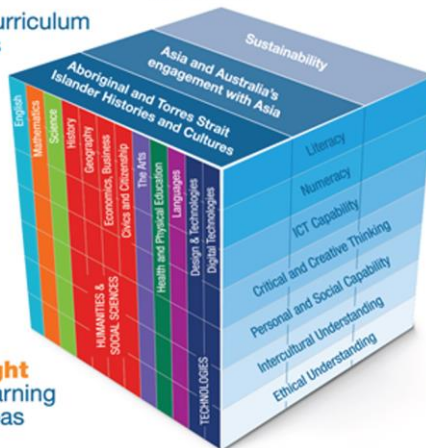 urriculum
s
Sustainability
Asia and Australia's
engagement with Asia
Aboriginal and Torres Strait
Islander Histories and Cultures
English
Mathematics
Science
History
Geography
Economics, Business
Civics and Citizenship
HUMANITIES &
SOCIAL SCIENCES
The Arts
Health and Physical Education
Languages
Design & Technologies
Digital Technologies
TECHNOLOGIES
Literacy
Numeracy
ICT Capability
Critical and Creative Thinking
Personal and Social Capability
Intercultural Understanding
Ethical Understanding
ght
arning
as